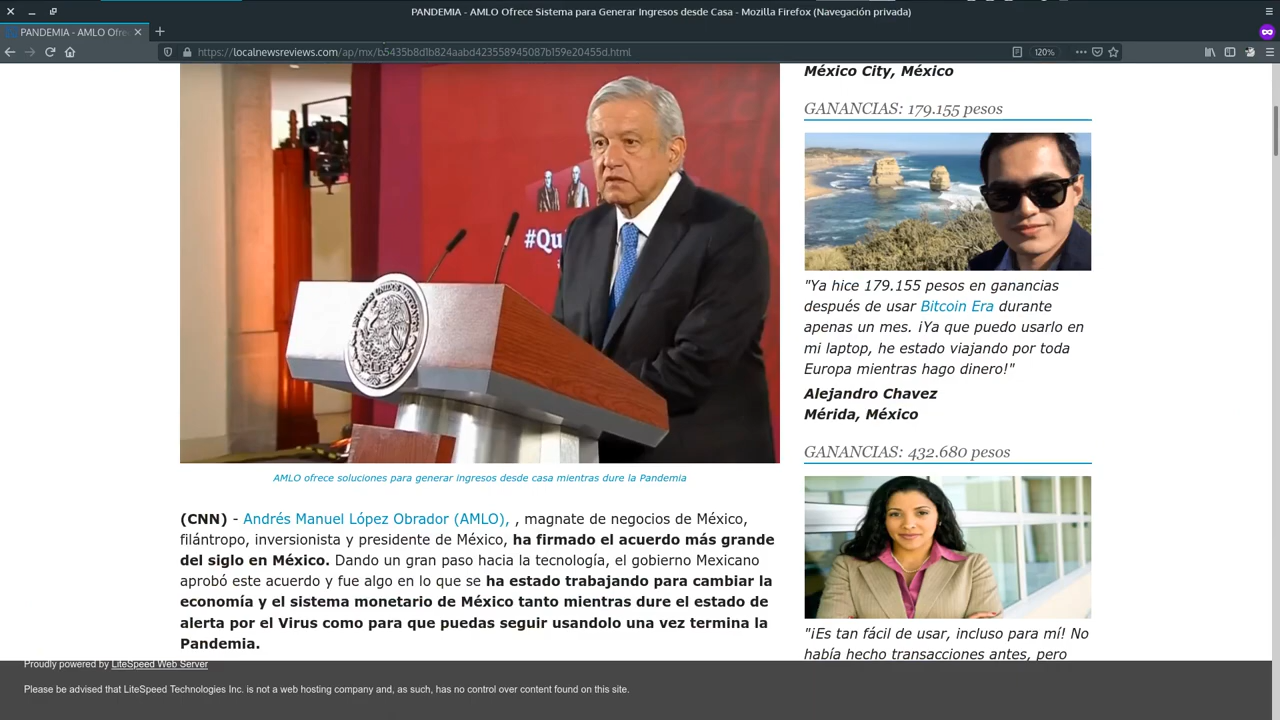 PANDEMIA - AMLO Ofrece Sistema para Generar Ingresos desde Casa - Mozilla Firefox (Navegación privada)
PANDEMIA - AMLO Ofre
https://localnewsreviews.com/ap/mx/b5435b8d1b824aabd423558945087b159e20455d.html
120%
#Qu
AMLO ofrece soluciones para generar ingresos desde casa mientras dure la Pandemia
(CNN) - Andrés Manuel López Obrador (AMLO), , magnate de negocios de México,
filántropo, inversionista y presidente de México, ha firmado el acuerdo más grande
del siglo en México. Dando un gran paso hacia la tecnología, el gobierno Mexicano
aprobó este acuerdo y fue algo en lo que se ha estado trabajando para cambiar la
economía y el sistema monetario de México tanto mientras dure el estado de
alerta por el Virus como para que puedas seguir usandolo una vez termina la
Pandemia.
México City, México
GANANCIAS: 179.155 pesos
"Ya hice 179.155 pesos en ganancias
después de usar Bitcoin Era durante
apenas un mes. ¡Ya que puedo usarlo en
mi laptop, he estado viajando por toda
Europa mientras hago dinero!"
Alejandro Chavez
Mérida, México
GANANCIAS: 432.680 pesos
"¡Es tan fácil de usar, incluso para mí! No
había hecho transacciones antes, pero
Proudly powered by LiteSpeed Web Server
Please be advised that LiteSpeed Technologies Inc. is not a web hosting company and, as such, has no control over content found on this site.